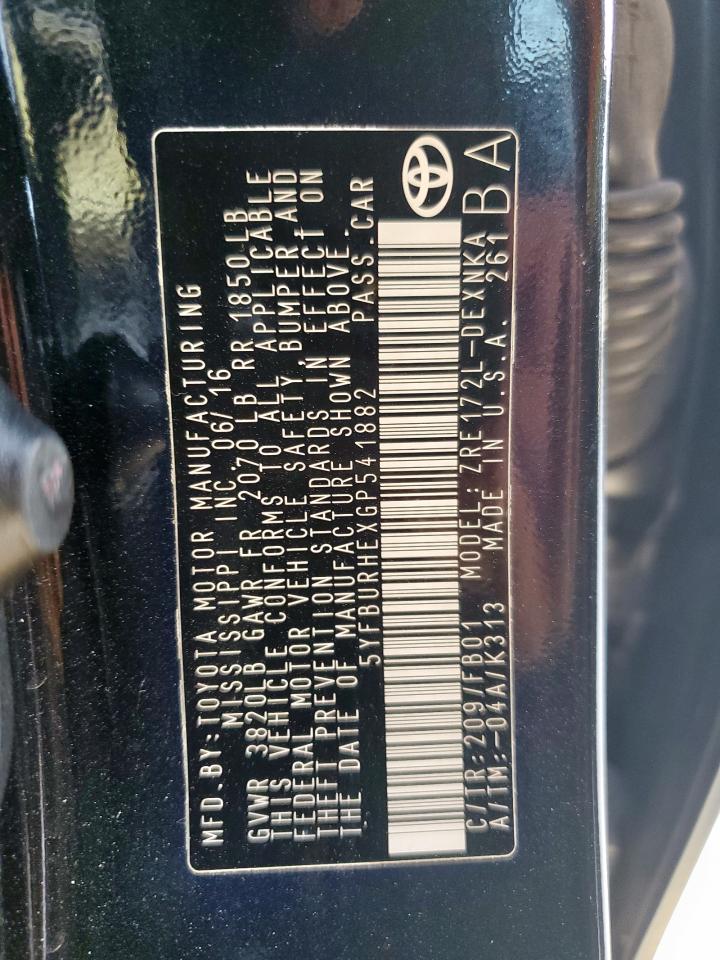 MFD.BY:TOYOTA MOTOR MANUFACTURING
MISSISSIPPI INC. 06/16
GVWR 3820LB GAWR FR 2070 LB RR 1850 LB
THIS VEHICLE CONFORMS TO ALL APPLICABLE
FEDERAL MOTOR VEHICLE SAFETY, BUMPER AND
THEFT PREVENTION STANDARDS IN EFFECT ON
THE DATE OF MANUFACTURE SHOWN ABOVE.
5YFBURHEXGP541882 PASS.CAR
C/TR:209/FB01 MODEL:ZRE172L-DEXNKA
A/TM:-04A/K313 MADE IN U.S.A. 261BA